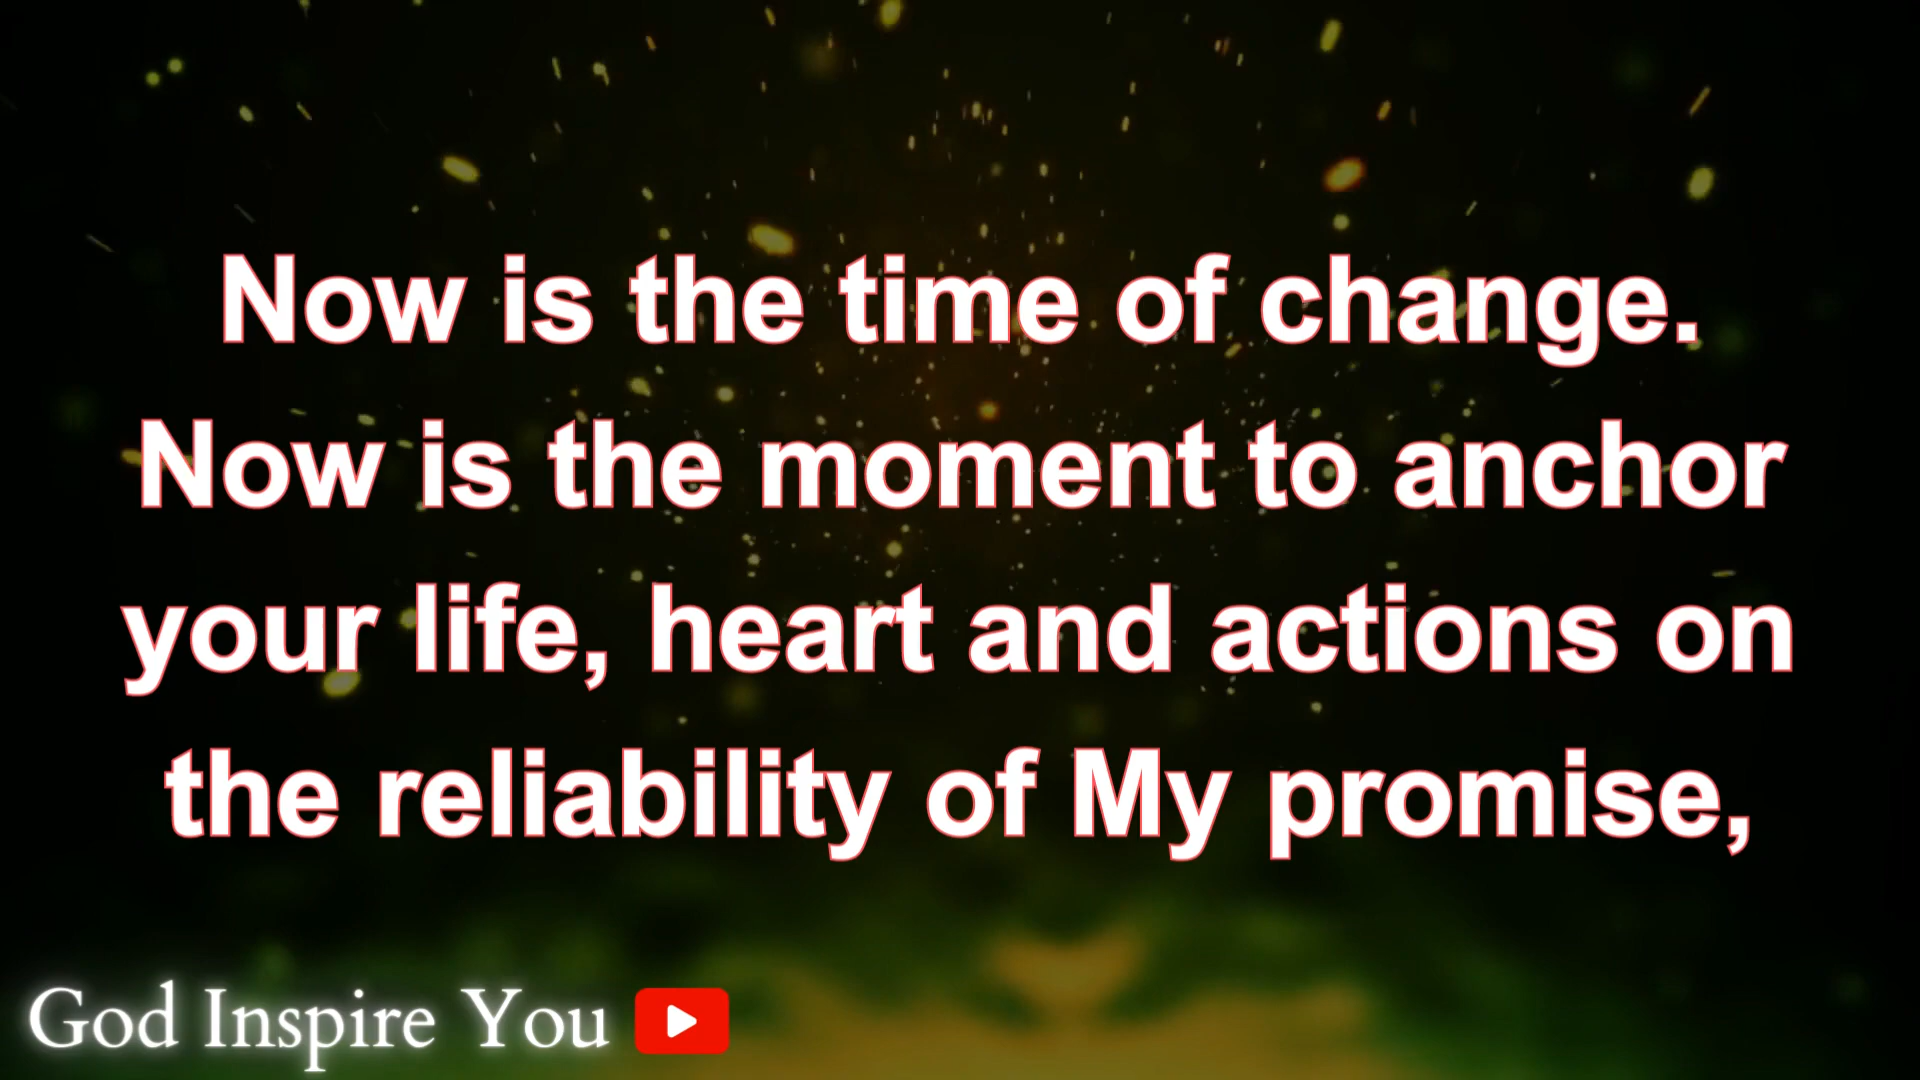 Now is the time of change.
Now is the moment to anchor
your life, heart and actions on
the reliability of My promise,
God Inspire You